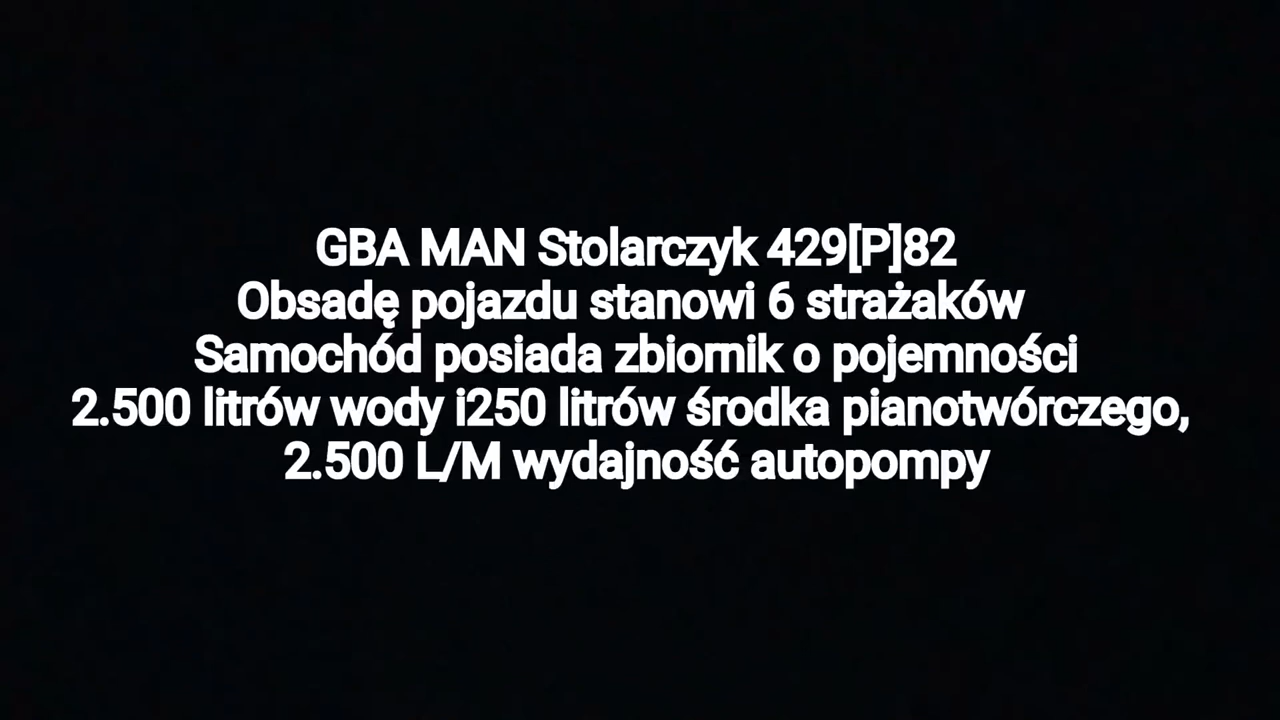 GBA MAN Stolarczyk 429[P]82
Obsadę pojazdu stanowi 6 strażaków
Samochód posiada zbiornik o pojemności
2.500 litrów wody i250 litrów środka pianotwórczego,
2.500 L/M wydajność autopompy